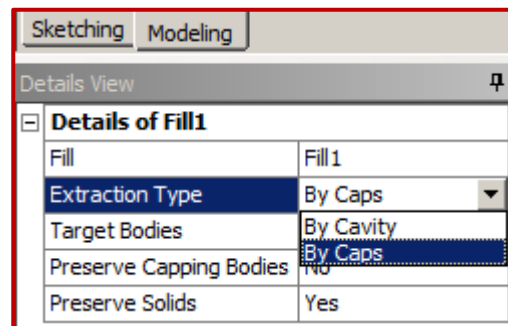 Sketching Modeling
Details View
Details of Fill1
Fill Fill1
Extraction Type By Caps
Target Bodies By Cavity
By Caps
Preserve Capping Bodies No
Preserve Solids Yes